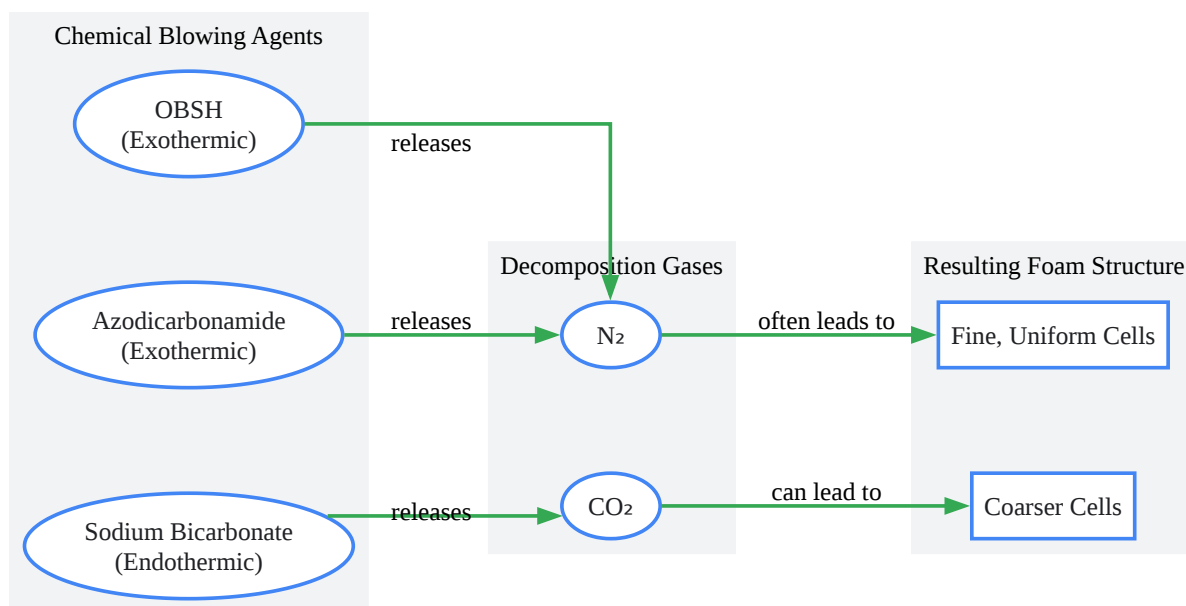 Chemical Blowing Agents
OBSH
(Exothermic)
releases
Decomposition Gases
Resulting Foam Structure
Azodicarbonamide
(Exothermic)
releases
N₂
often leads to
Fine, Uniform Cells
Sodium Bicarbonate
(Endothermic)
releases
CO₂
can lead to
Coarser Cells